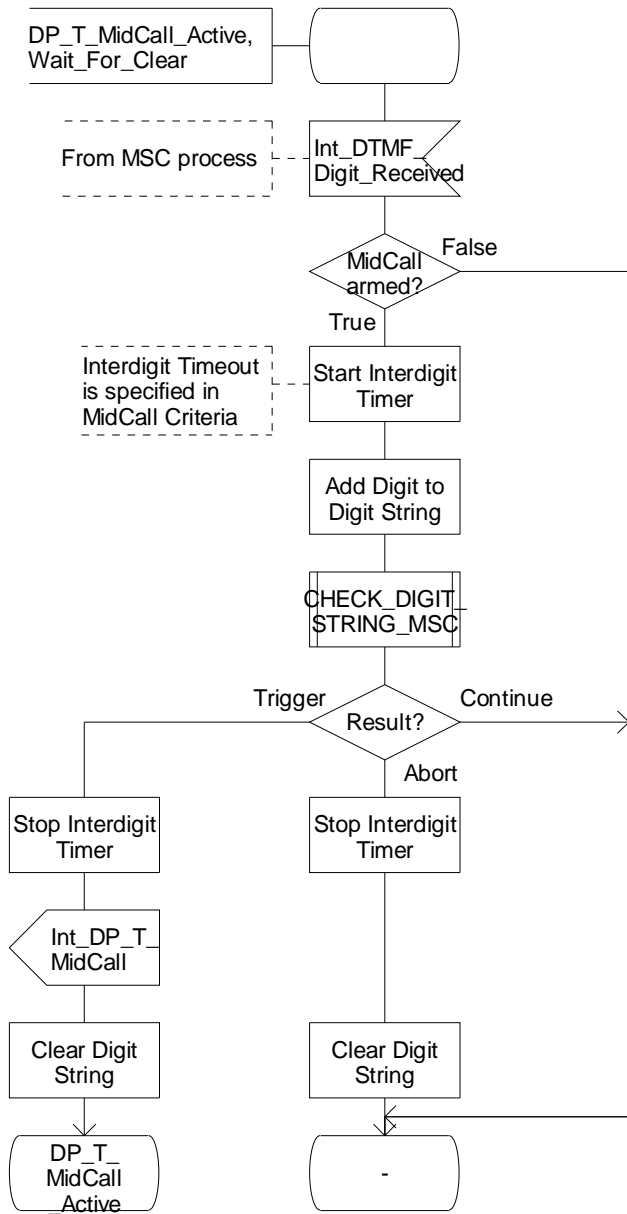 DP_T_MidCall_Active,
Wait_For_Clear
From MSC process
Int_DTMF_
Digit_Received
MidCall
armed?
False
True
Interdigit Timeout
is specified in
MidCall Criteria
Start Interdigit
Timer
Add Digit to
Digit String
CHECK_DIGIT_
STRING_MSC
Trigger
Result?
Continue
Abort
Stop Interdigit
Timer
Stop Interdigit
Timer
Int_DP_T_
MidCall
Clear Digit
String
Clear Digit
String
DP_T_
MidCall
_Active
-